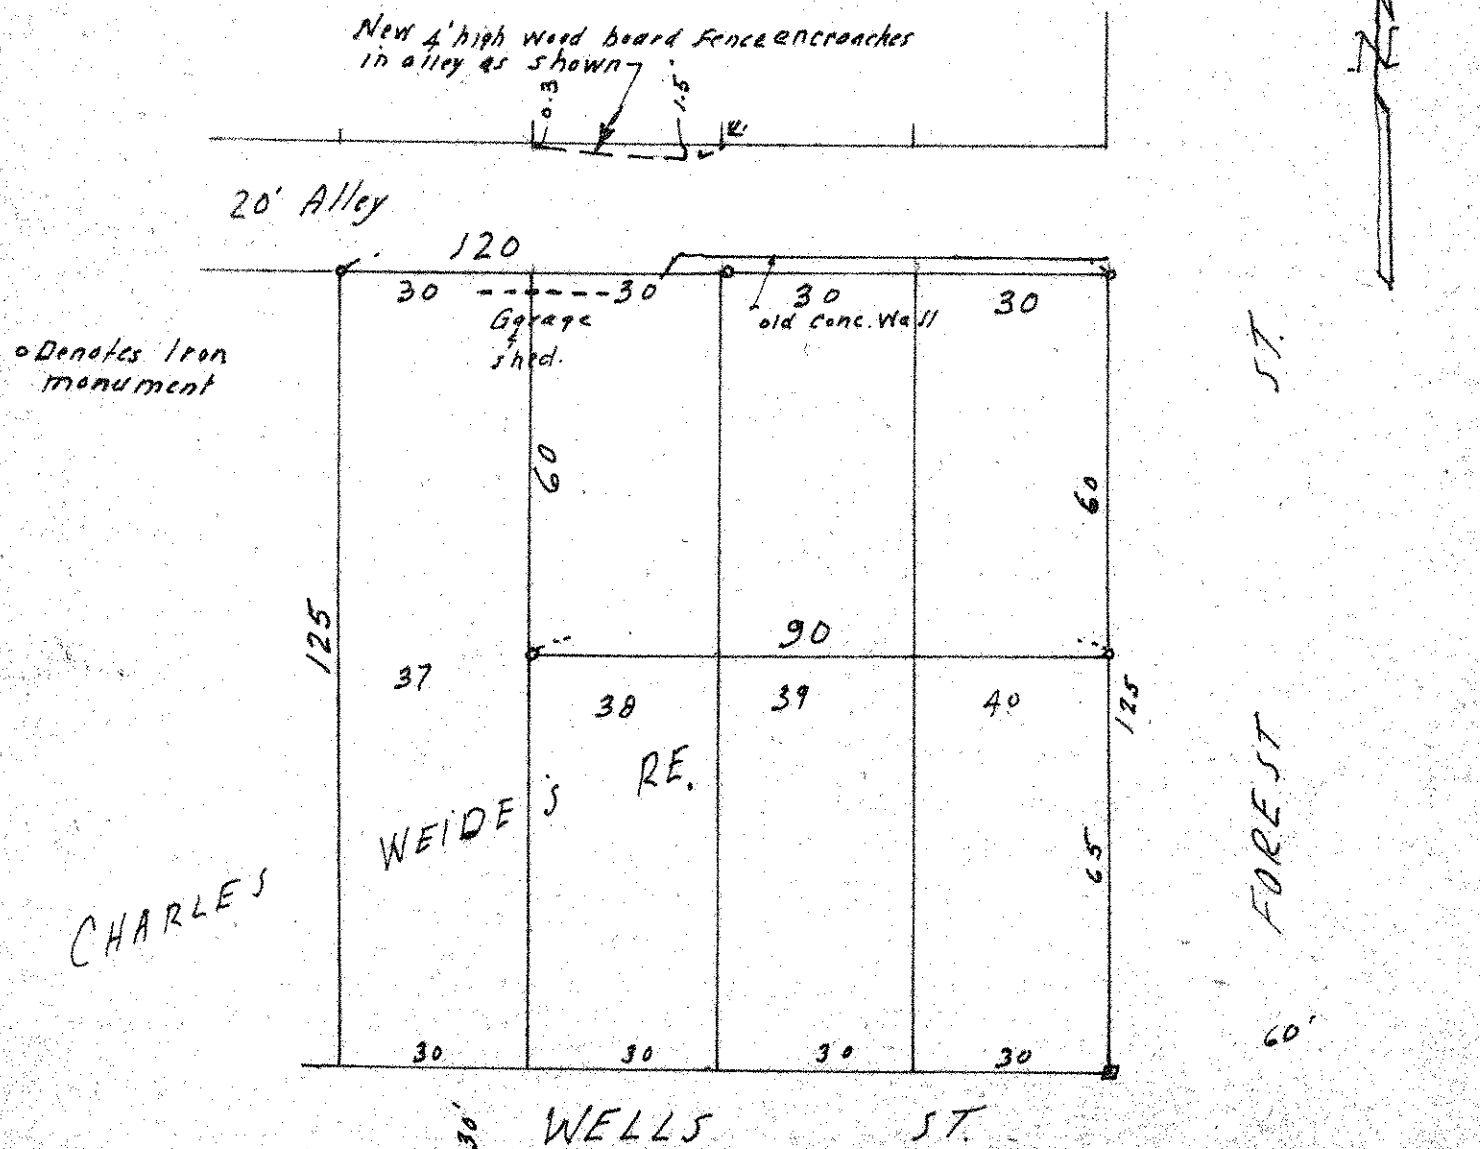 New 4' high wood board fence encroaches
in alley as shown
0.3
1.5
N
20' Alley
120
30
30
30
30
Garage
&
shed.
old conc. Wall
o Denotes Iron
monument
ST.
60
60
125
90
37
38
39
40
125
RE.
WEIDE'S
CHARLES
65
FOREST
60'
30
30
30
30
30'
WELLS ST.